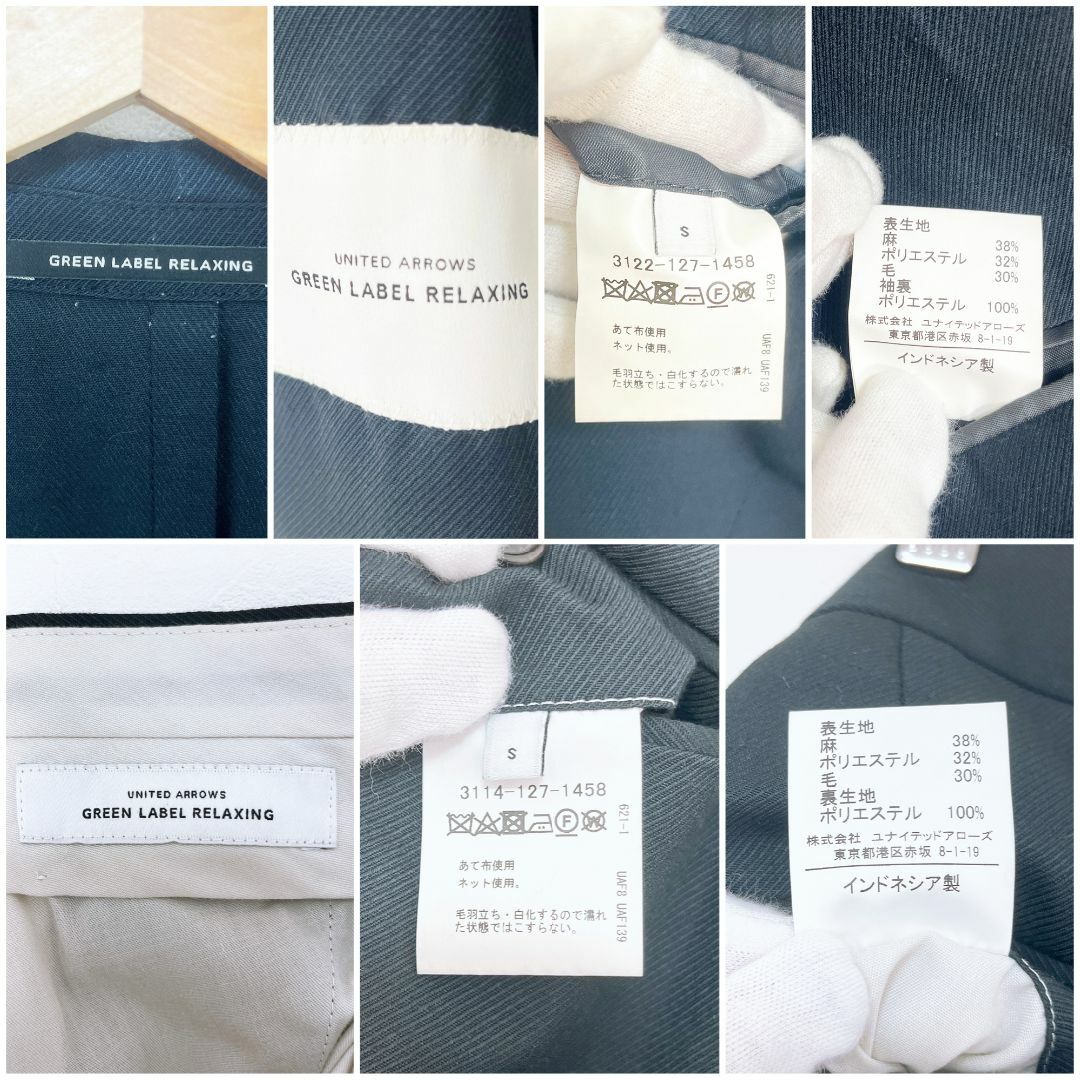 GREEN LABEL RELAXING
UNITED ARROWS
GREEN LABEL RELAXING
S
3122-127-1458
あて布使用
ネット使用。
毛羽立ち・白化するので濡れ
た状態ではこすらない。
621-1
UAF8 UAF139
表生地
麻 38%
ポリエステル 32%
毛 30%
袖裏
ポリエステル 100%
株式会社 ユナイテッドアローズ
東京都港区赤坂 8-1-19
インドネシア製
UNITED ARROWS
GREEN LABEL RELAXING
S
3114-127-1458
あて布使用
ネット使用。
毛羽立ち・白化するので濡れ
た状態ではこすらない。
621-1
UAF8 UAF139
表生地
麻 38%
ポリエステル 32%
毛 30%
裏生地
ポリエステル 100%
株式会社 ユナイテッドアローズ
東京都港区赤坂 8-1-19
インドネシア製